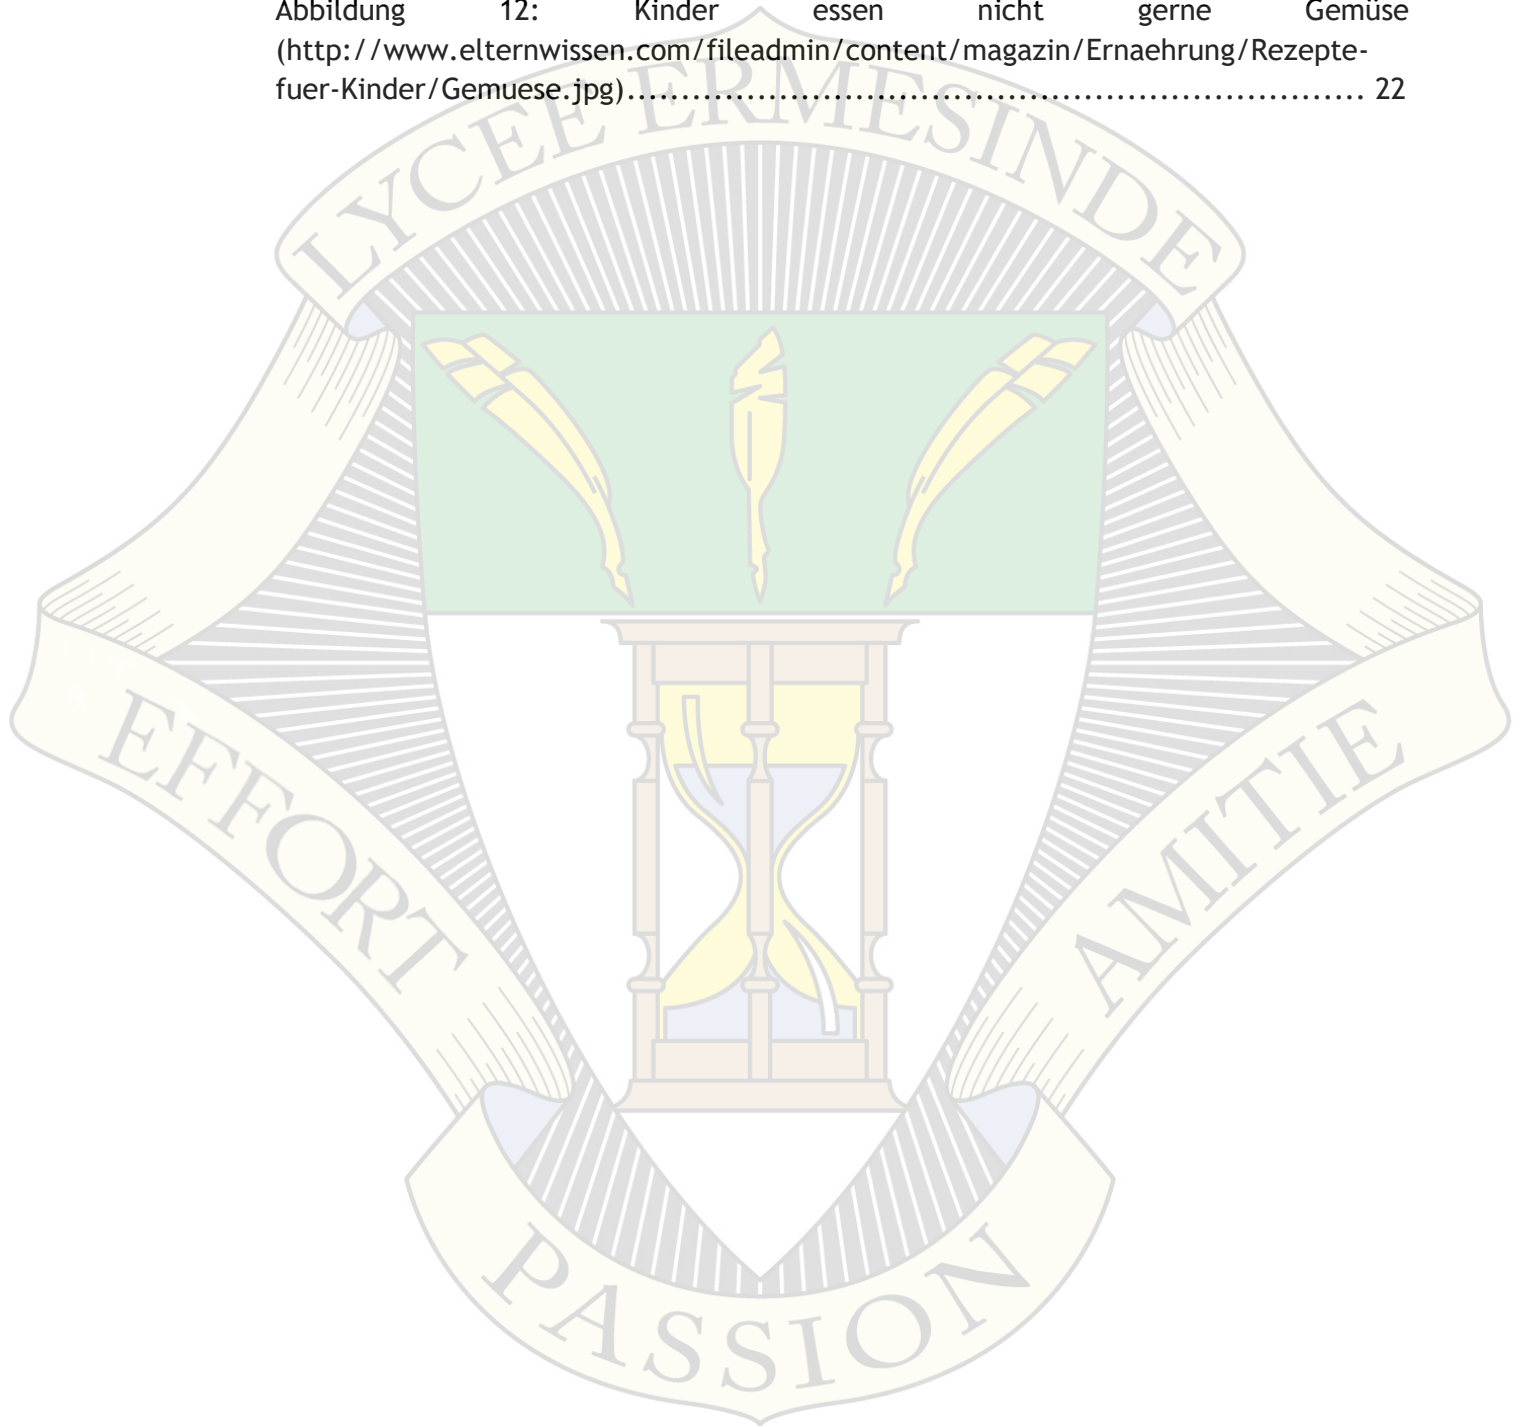 Abbildung 12: Kinder essen nicht gerne Gemüse
(http://www.elternwissen.com/fileadmin/content/magazin/Ernaehrung/Rezepte-
fuer-Kinder/Gemuese.jpg)..................................................................... 22
LYCEE ERMESINDE
EFFORT
AMITIE
PASSION